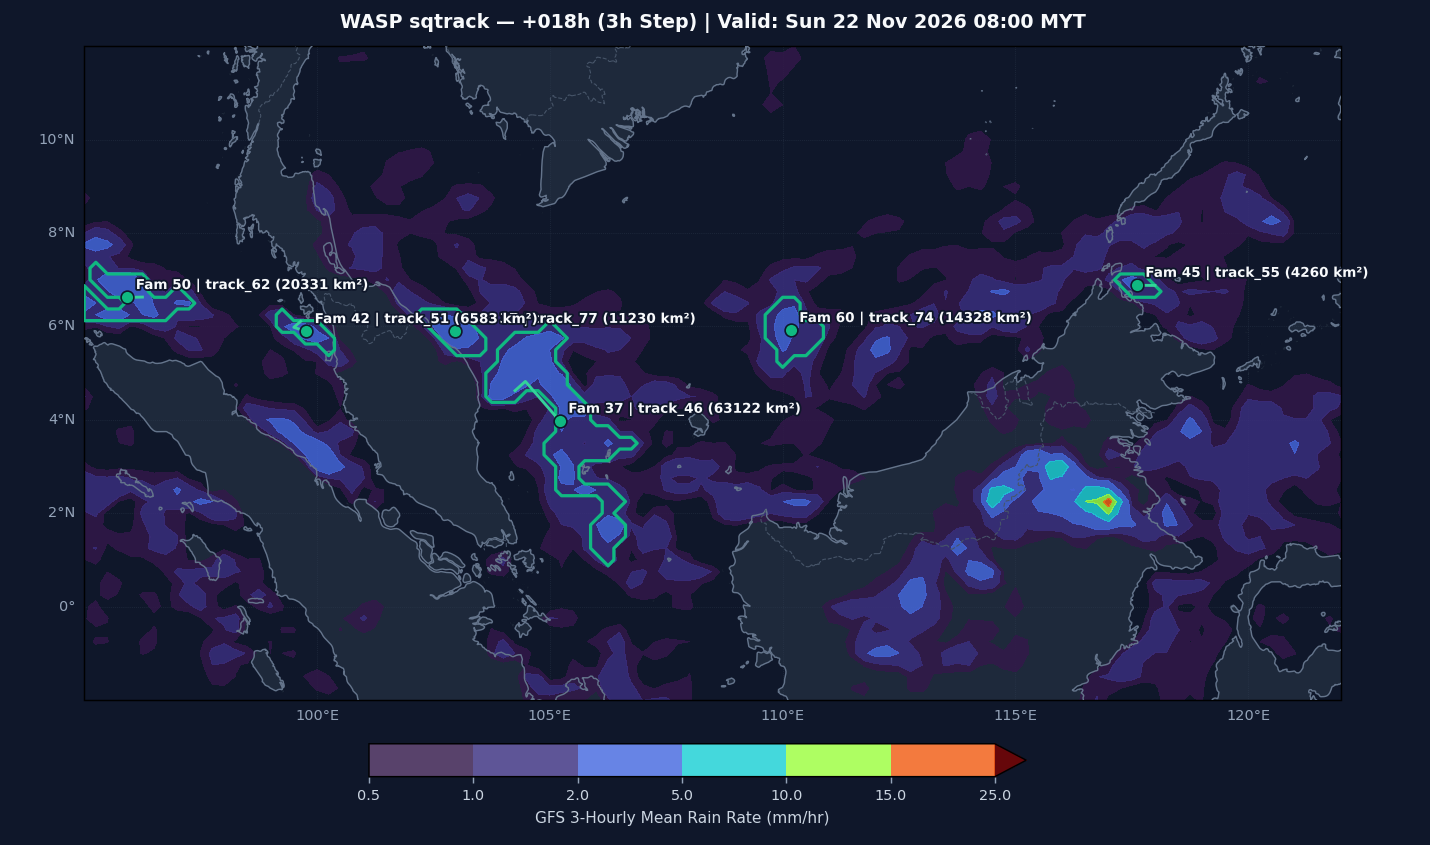 WASP sqtrack — +018h (3h Step) | Valid: Sun 22 Nov 2026 08:00 MYT
10°N
8°N
Fam 45 | track_55 (4260 km²)
Fam 50 | track_62 (20331 km²)
6°N
Fam 42 | track_51 (6583 km²)
track_77 (11230 km²)
Fam 60 | track_74 (14328 km²)
4°N
Fam 37 | track_46 (63122 km²)
2°N
0°
100°E 105°E 110°E 115°E 120°E
0.5 1.0 2.0 5.0 10.0 15.0 25.0
GFS 3-Hourly Mean Rain Rate (mm/hr)